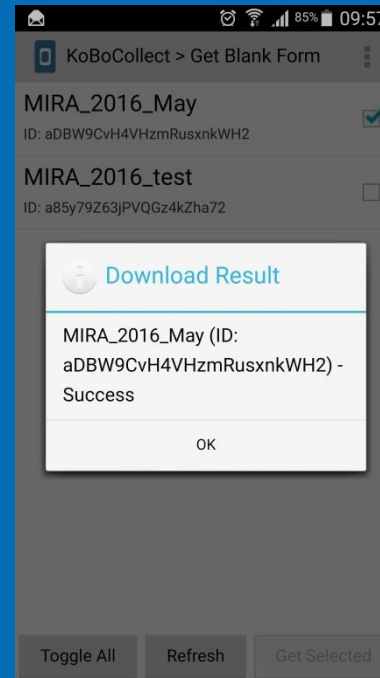 85% 09:57
KoBoCollect > Get Blank Form
MIRA_2016_May
ID: aDBW9CvH4VHzmRusxnkWH2
MIRA_2016_test
ID: a85y79Z63jPVQGz4kZha72
Download Result
MIRA_2016_May (ID:
aDBW9CvH4VHzmRusxnkWH2) -
Success
OK
Toggle All Refresh Get Selected